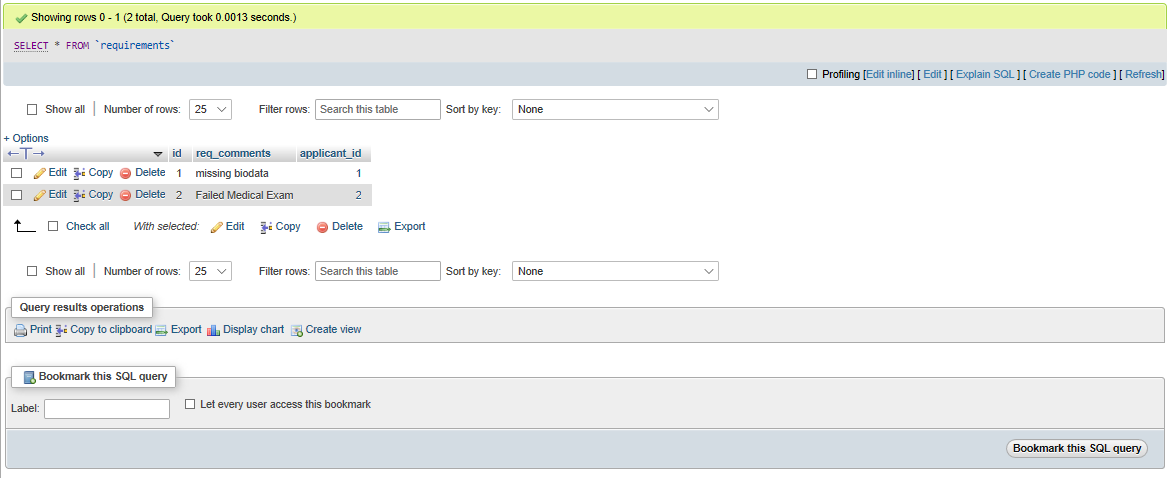 Showing rows 0 - 1 (2 total, Query took 0.0013 seconds.)
SELECT * FROM `requirements`
Profiling [Edit inline] [ Edit ] [ Explain SQL ] [ Create PHP code ] [ Refresh]
Show all | Number of rows: 25 Filter rows: Search this table Sort by key: None
+ Options
←T→ id req_comments applicant_id
Edit Copy Delete 1 missing biodata 1
Edit Copy Delete 2 Failed Medical Exam 2
Check all With selected: Edit Copy Delete Export
Show all | Number of rows: 25 Filter rows: Search this table Sort by key: None
Query results operations
Print Copy to clipboard Export Display chart Create view
Bookmark this SQL query
Label: Let every user access this bookmark
Bookmark this SQL query